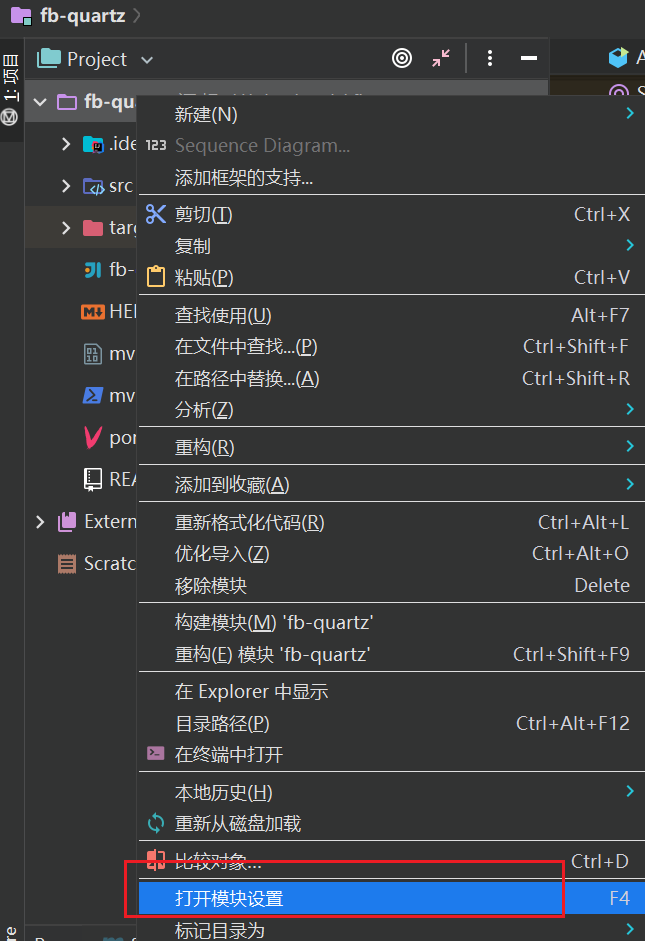 fb-quartz
Project
1: 项目
fb-qu
新建(N)
.ide
123 Sequence Diagram...
src
添加框架的支持...
剪切(T) Ctrl+X
targ
复制
fb-
粘贴(P) Ctrl+V
HEL
查找使用(U) Alt+F7
mv
在文件中查找...(P) Ctrl+Shift+F
mv
在路径中替换...(A) Ctrl+Shift+R
分析(Z)
pon
重构(R)
REA
添加到收藏(A)
Extern
重新格式化代码(R) Ctrl+Alt+L
优化导入(Z) Ctrl+Alt+O
Scratc
移除模块 Delete
构建模块(M) 'fb-quartz'
重构(E) 模块 'fb-quartz' Ctrl+Shift+F9
在 Explorer 中显示
目录路径(P) Ctrl+Alt+F12
在终端中打开
本地历史(H)
重新从磁盘加载
比较对象... Ctrl+D
打开模块设置 F4
标记目录为